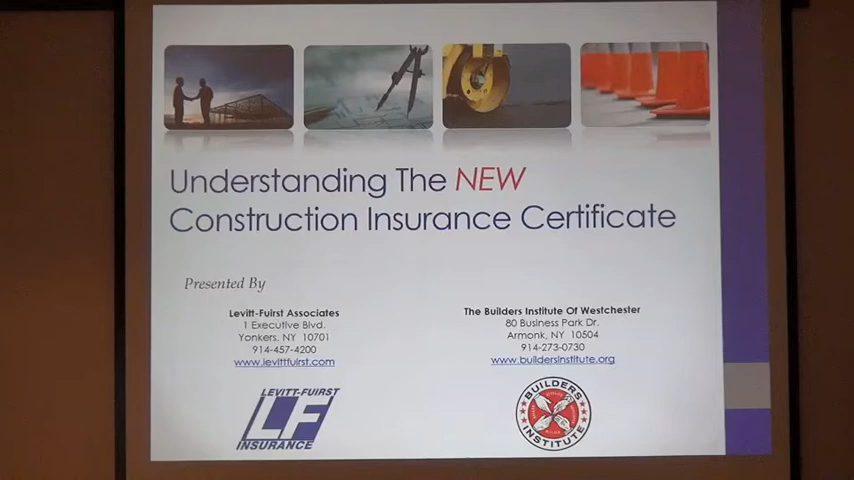 Understanding The NEW
Construction Insurance Certificate
Presented By
Levitt-Fuirst Associates
1 Executive Blvd.
Yonkers, NY 10701
914-457-4200
www.levittfuirst.com
LEVITT-FUIRST
LF
INSURANCE
The Builders Institute Of Westchester
80 Business Park Dr.
Armonk, NY 10504
914-273-0730
www.buildersinstitute.org
BUILDERS
INSTITUTE